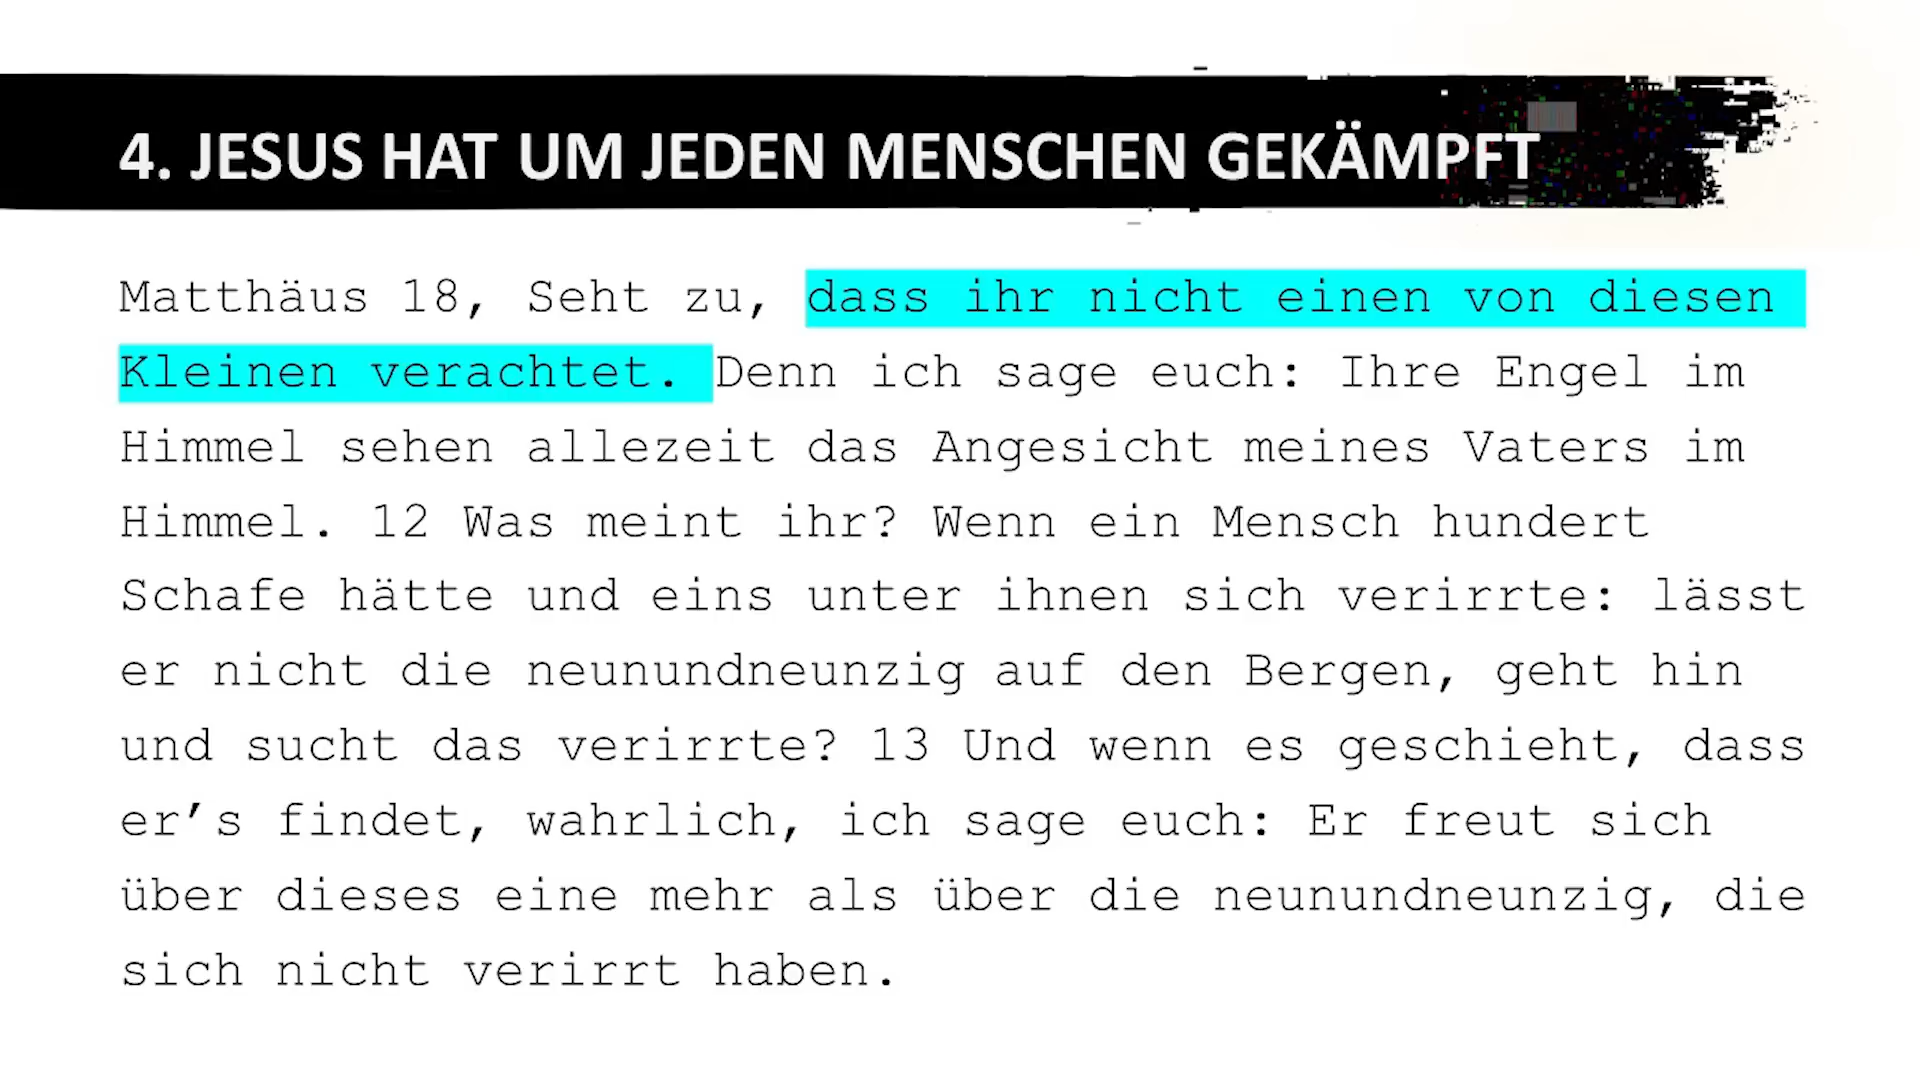 4. JESUS HAT UM JEDEN MENSCHEN GEKÄMPFT
Matthäus 18, Seht zu, dass ihr nicht einen von diesen
Kleinen verachtet. Denn ich sage euch: Ihre Engel im
Himmel sehen allezeit das Angesicht meines Vaters im
Himmel. 12 Was meint ihr? Wenn ein Mensch hundert
Schafe hätte und eins unter ihnen sich verirrte: lässt
er nicht die neunundneunzig auf den Bergen, geht hin
und sucht das verirrte? 13 Und wenn es geschieht, dass
er’s findet, wahrlich, ich sage euch: Er freut sich
über dieses eine mehr als über die neunundneunzig, die
sich nicht verirrt haben.